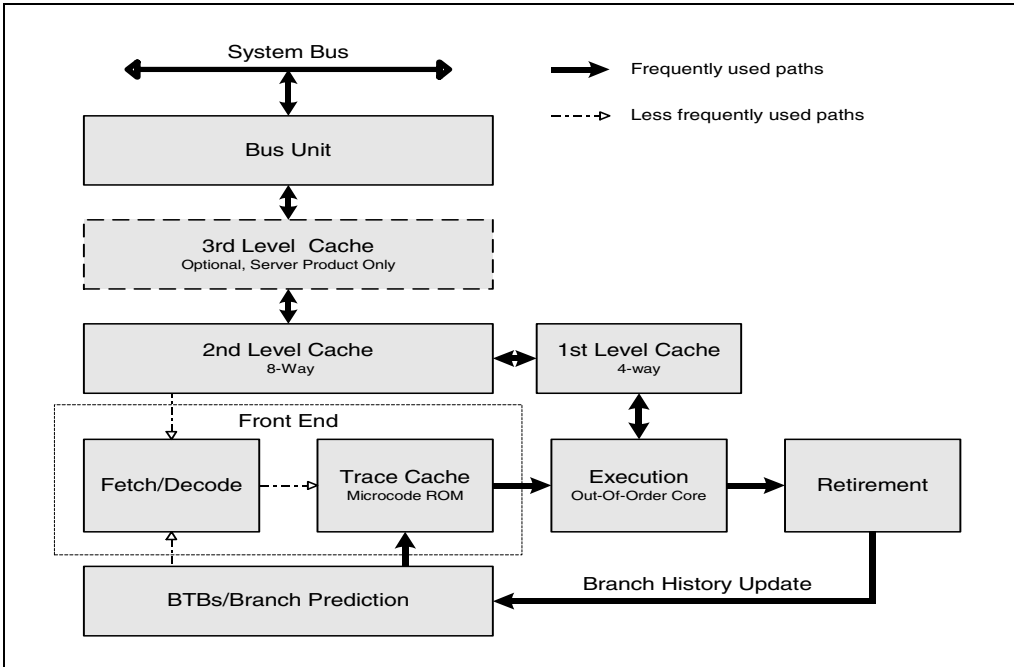 System Bus
Frequently used paths
Less frequently used paths
Bus Unit
3rd Level Cache
Optional, Server Product Only
2nd Level Cache
8-Way
1st Level Cache
4-way
Front End
Fetch/Decode
Trace Cache
Microcode ROM
Execution
Out-Of-Order Core
Retirement
BTBs/Branch Prediction
Branch History Update